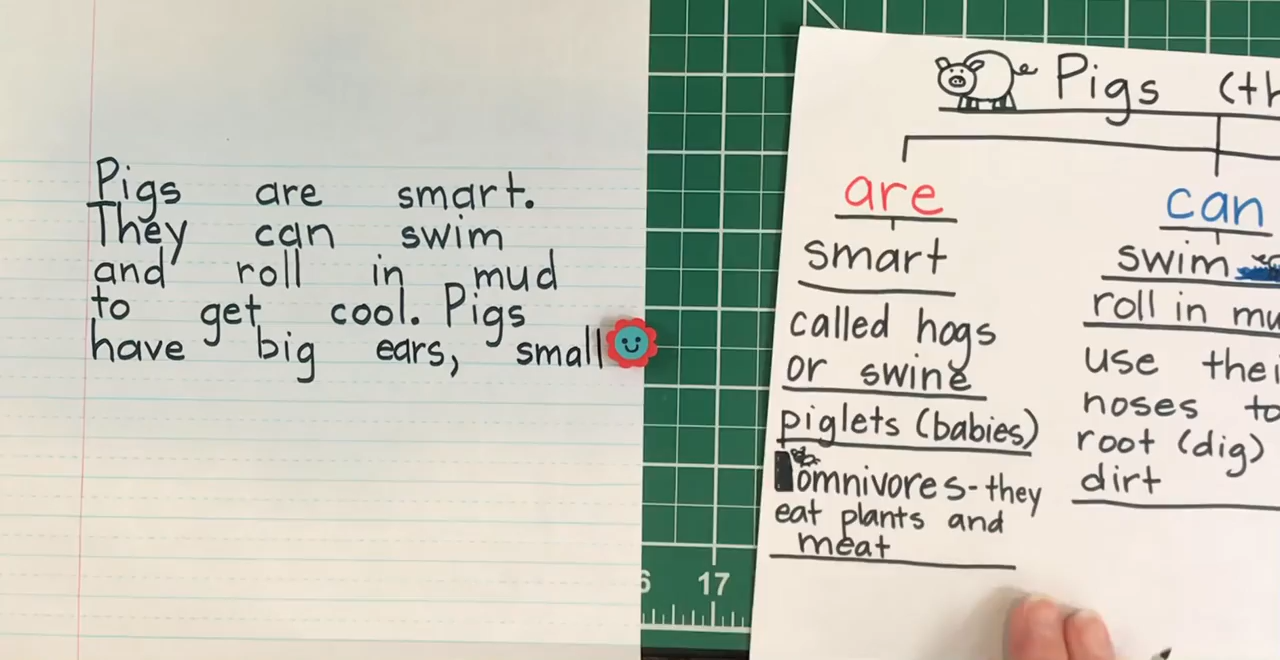 Pigs are smart.
They can swim
and roll in mud
to get cool. Pigs
have big ears, small
Pigs
are
smart
called hogs
or swine
piglets (babies)
omnivores-they
eat plants and
meat
can
swim
roll in
use
noses to
root (dig)
dirt
17